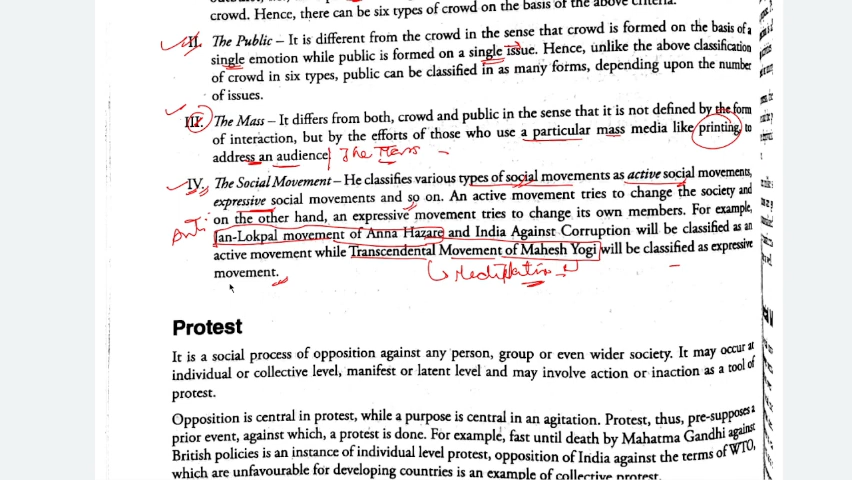 crowd. Hence, there can be six types of crowd on the basis of the above criteria.
II. The Public – It is different from the crowd in the sense that crowd is formed on the basis of a
single emotion while public is formed on a single issue. Hence, unlike the above classification
of crowd in six types, public can be classified in as many forms, depending upon the number
of issues.
III. The Mass – It differs from both, crowd and public in the sense that it is not defined by the form
of interaction, but by the efforts of those who use a particular mass media like printing, to
address an audience. The Mass
IV. The Social Movement – He classifies various types of social movements as active social movements,
expressive social movements and so on. An active movement tries to change the society and
Anti on the other hand, an expressive movement tries to change its own members. For example,
Jan-Lokpal movement of Anna Hazare and India Against Corruption will be classified as an
active movement while Transcendental Movement of Mahesh Yogi will be classified as expressive
movement.
Meditation
Protest
It is a social process of opposition against any person, group or even wider society. It may occur at
individual or collective level, manifest or latent level and may involve action or inaction as a tool of
protest.
Opposition is central in protest, while a purpose is central in an agitation. Protest, thus, pre-supposes a
prior event, against which, a protest is done. For example, fast until death by Mahatma Gandhi against
British policies is an instance of individual level protest, opposition of India against the terms of WTO,
which are unfavourable for developing countries is an example of collective protest.